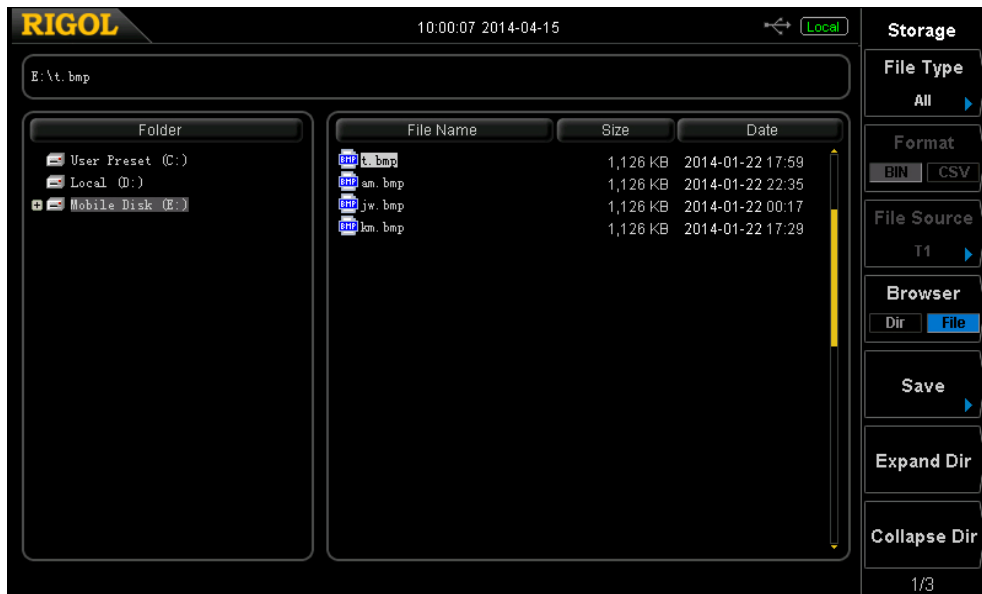 RIGOL
10:00:07 2014-04-15
Local
E:\t.bmp
Folder
User Preset (C:)
Local (D:)
Mobile Disk (E:)
File Name Size Date
BMP t.bmp 1,126 KB 2014-01-22 17:59
BMP am.bmp 1,126 KB 2014-01-22 22:35
BMP jw.bmp 1,126 KB 2014-01-22 00:17
BMP km.bmp 1,126 KB 2014-01-22 17:29
Storage
File Type
All
Format
BIN CSV
File Source
T1
Browser
Dir File
Save
Expand Dir
Collapse Dir
1/3